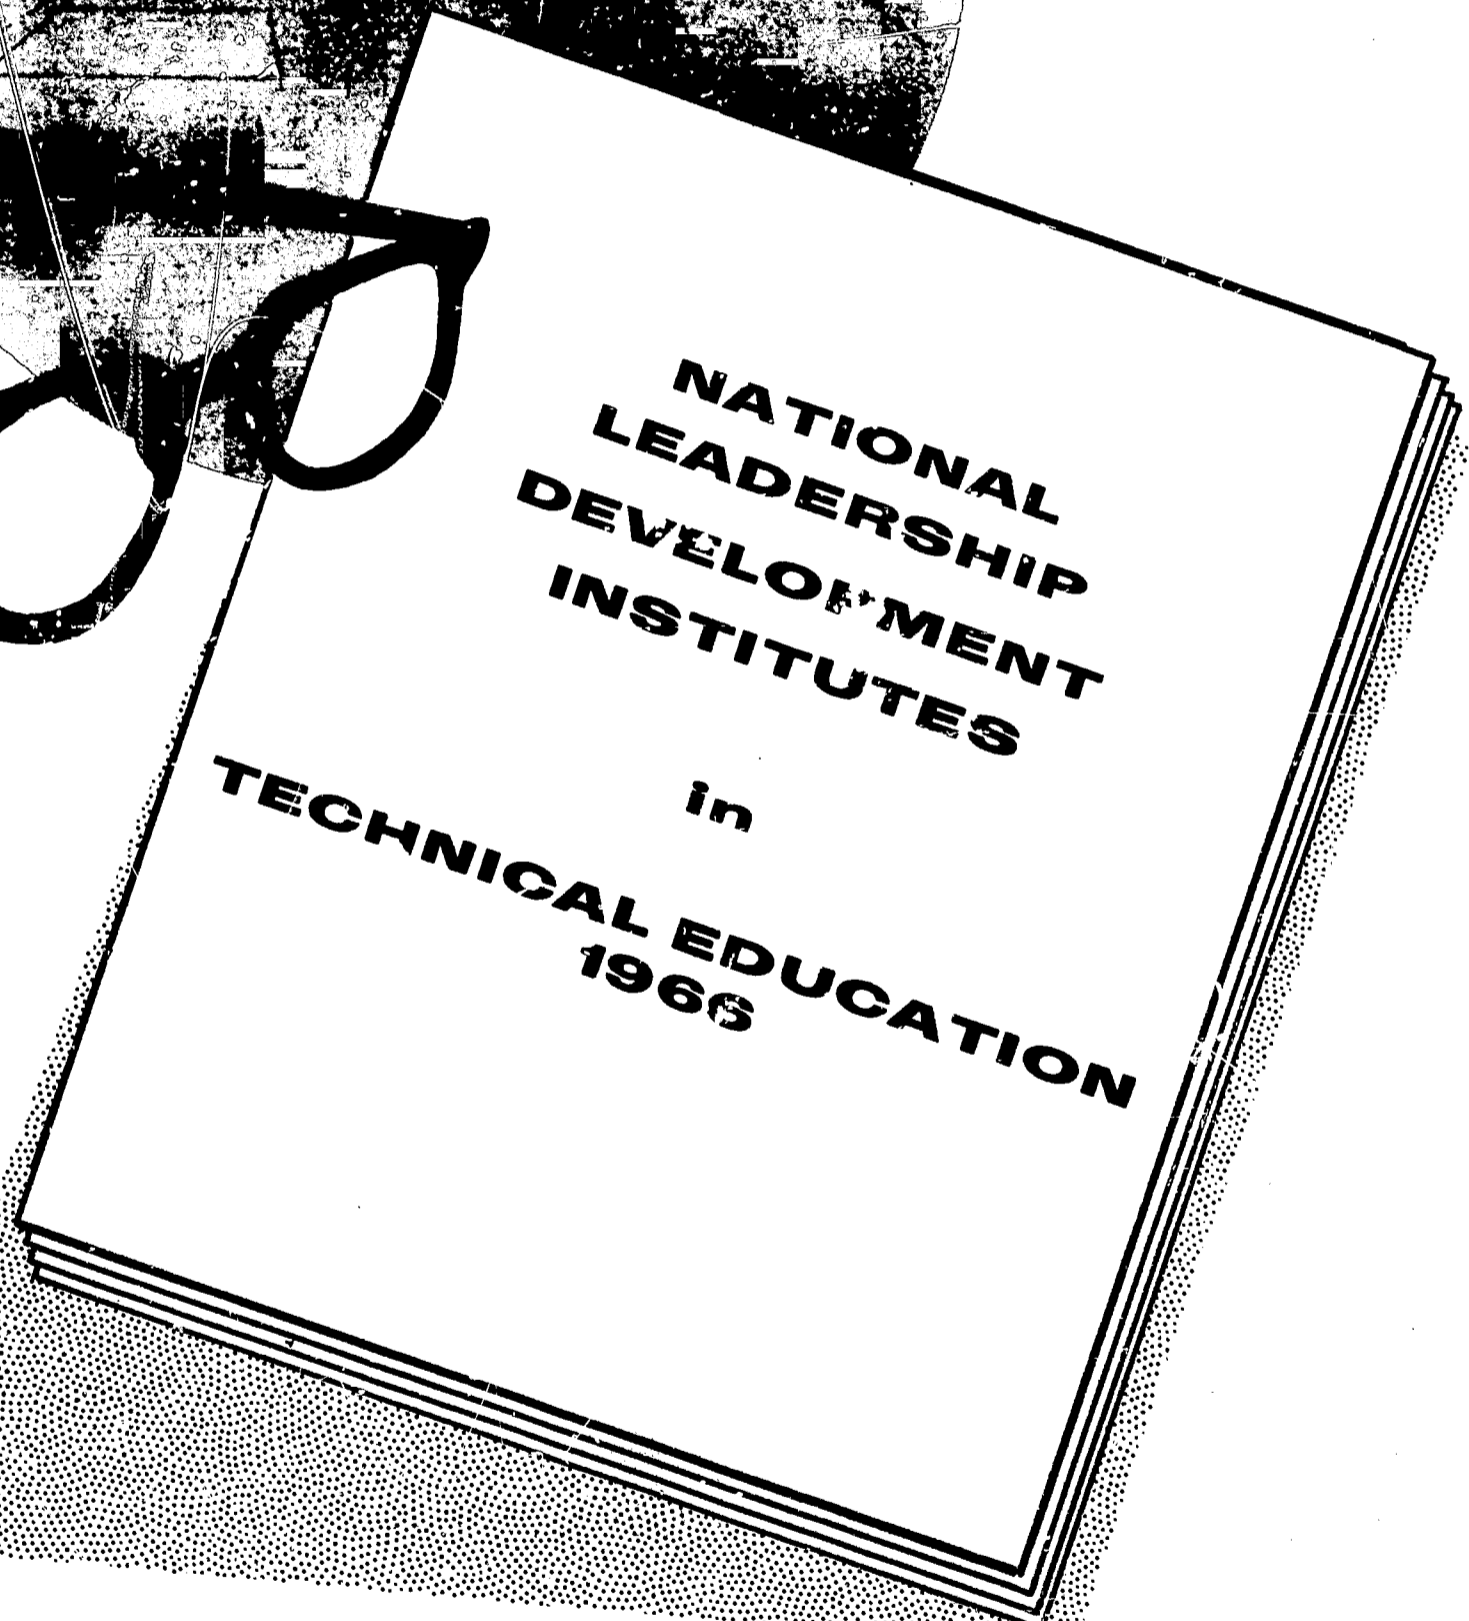 NATIONAL
LEADERSHIP
DEVELOPMENT
INSTITUTES
in
TECHNICAL EDUCATION
1966